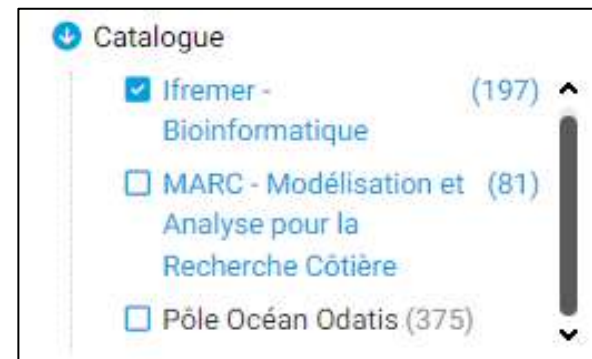 Catalogue
Ifremer - (197)
Bioinformatique
MARC - Modélisation et (81)
Analyse pour la
Recherche Côtière
Pôle Océan Odatis (375)